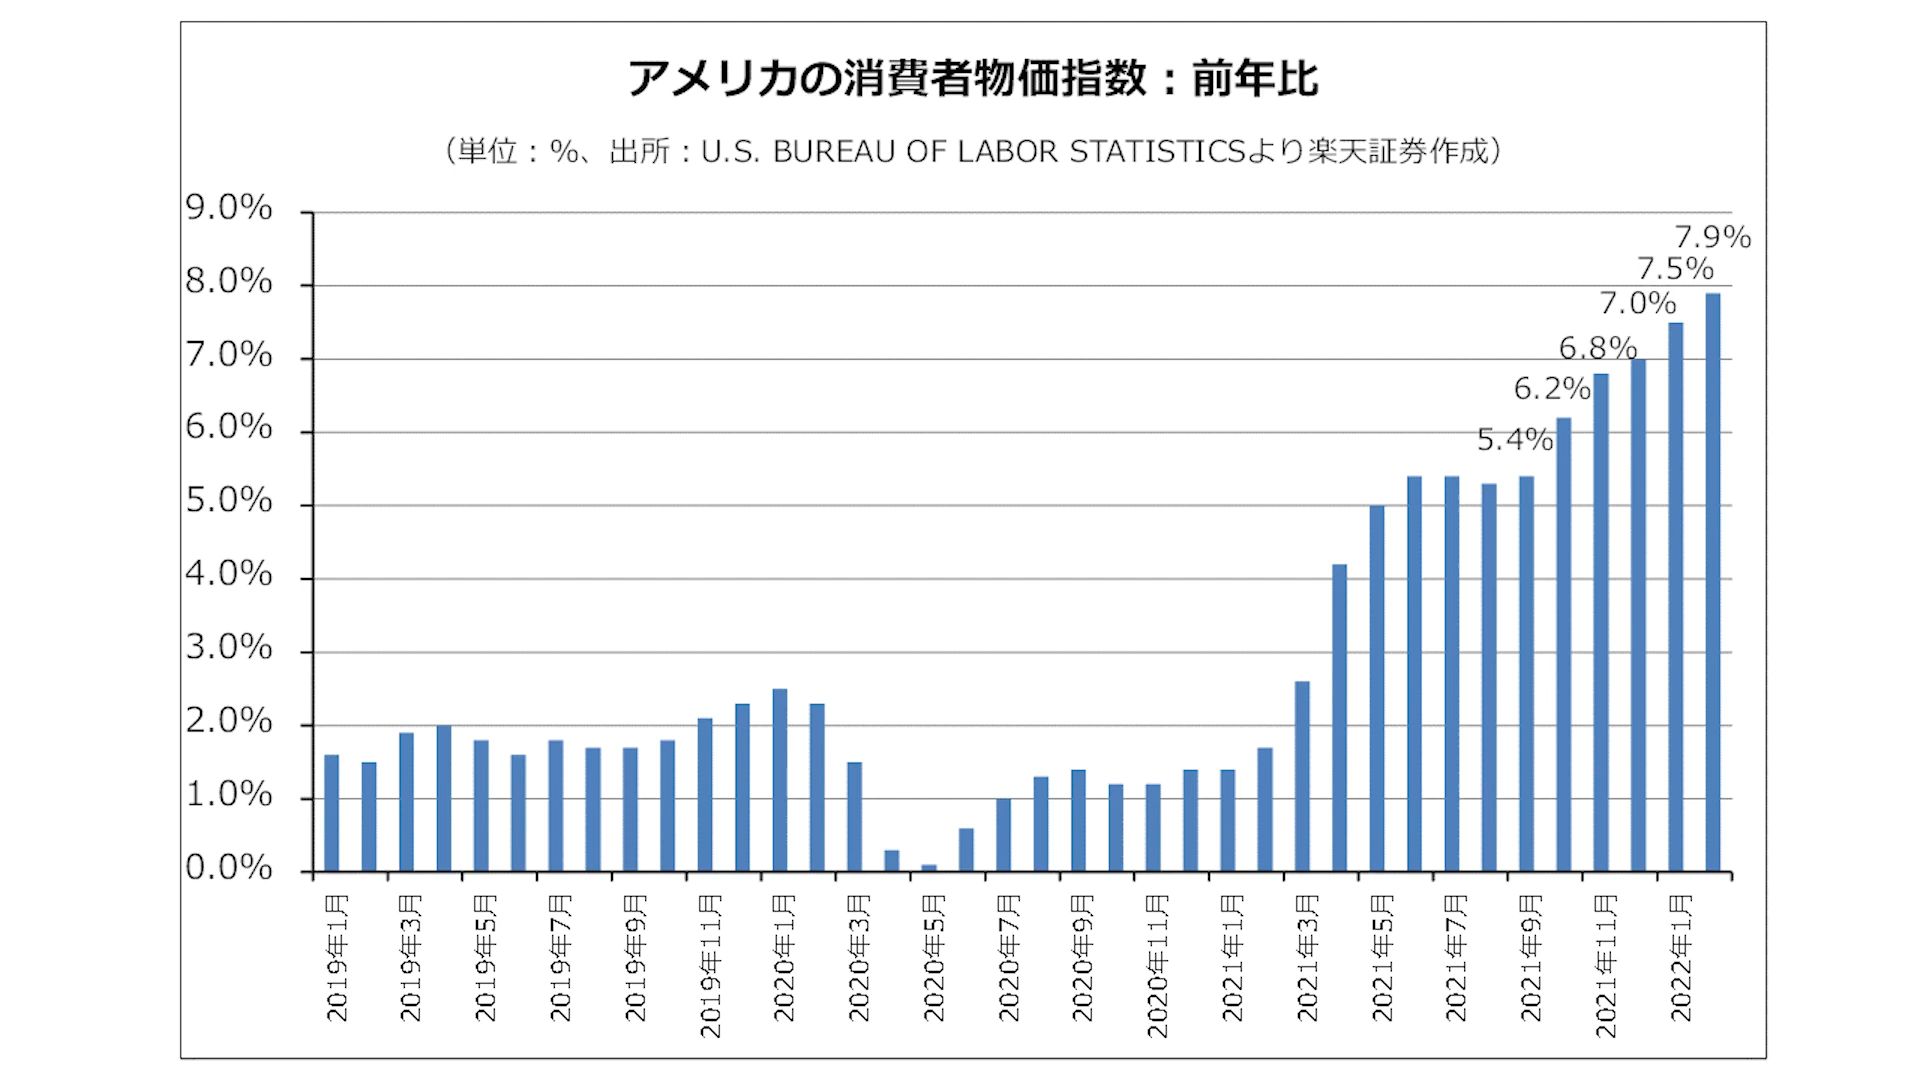 アメリカの消費者物価指数：前年比
（単位：%、出所：U.S. BUREAU OF LABOR STATISTICSより楽天証券作成）
9.0%
8.0%
7.0%
6.0%
5.0%
4.0%
3.0%
2.0%
1.0%
0.0%
5.4%
6.2%
6.8%
7.0%
7.5%
7.9%
2019年1月
2019年3月
2019年5月
2019年7月
2019年9月
2019年11月
2020年1月
2020年3月
2020年5月
2020年7月
2020年9月
2020年11月
2021年1月
2021年3月
2021年5月
2021年7月
2021年9月
2021年11月
2022年1月